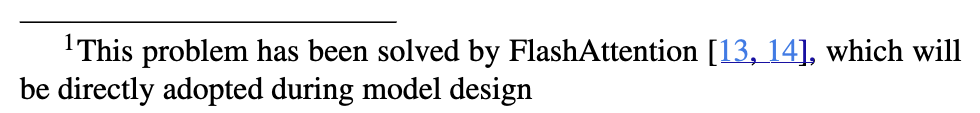 ¹This problem has been solved by FlashAttention [13, 14], which will
be directly adopted during model design